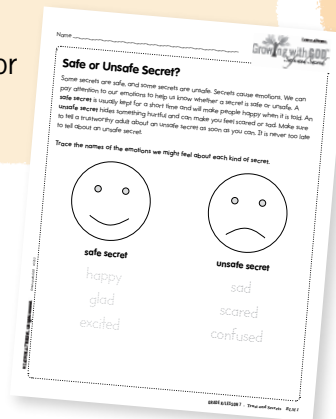 or
Name
Growing with GOD
Safe or Unsafe Secret?
Some secrets are safe, and some secrets are unsafe. Secrets cause emotions. We can
pay attention to our emotions to help us know whether a secret is safe or unsafe. A
safe secret is usually kept for a short time and will make people happy when it is told. An
unsafe secret hides something hurtful and can make you feel scared or sad. Make sure
to tell a trustworthy adult about an unsafe secret as soon as you can. It is never too late
to tell about an unsafe secret.
Trace the names of the emotions we might feel about each kind of secret.
safe secret
unsafe secret
happy
sad
glad
scared
excited
confused